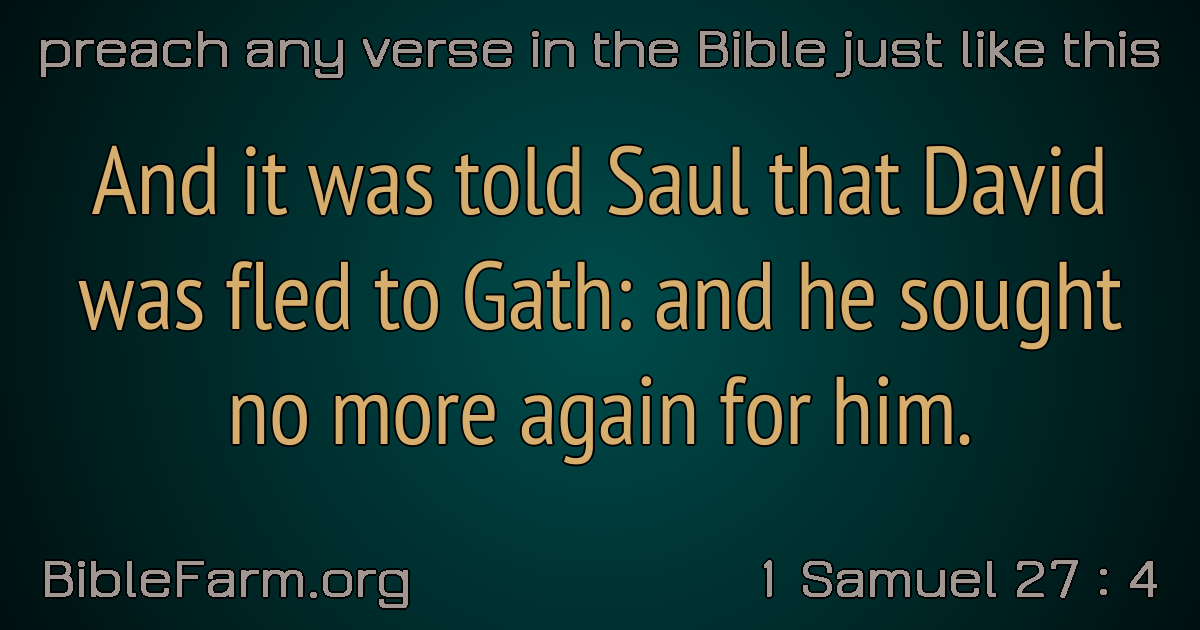 preach any verse in the Bible just like this
And it was told Saul that David
was fled to Gath: and he sought
no more again for him.
BibleFarm.org
1 Samuel 27 : 4